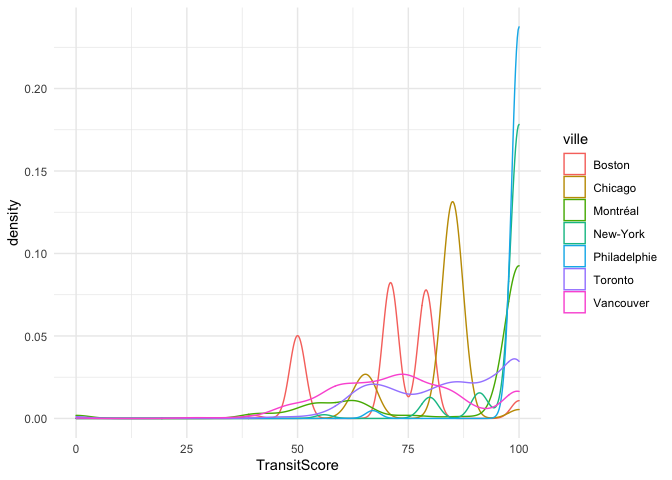 0.20
0.15
0.10
0.05
0.00
density
0 25 50 75 100
TransitScore
ville
Boston
Chicago
Montréal
New-York
Philadelphie
Toronto
Vancouver